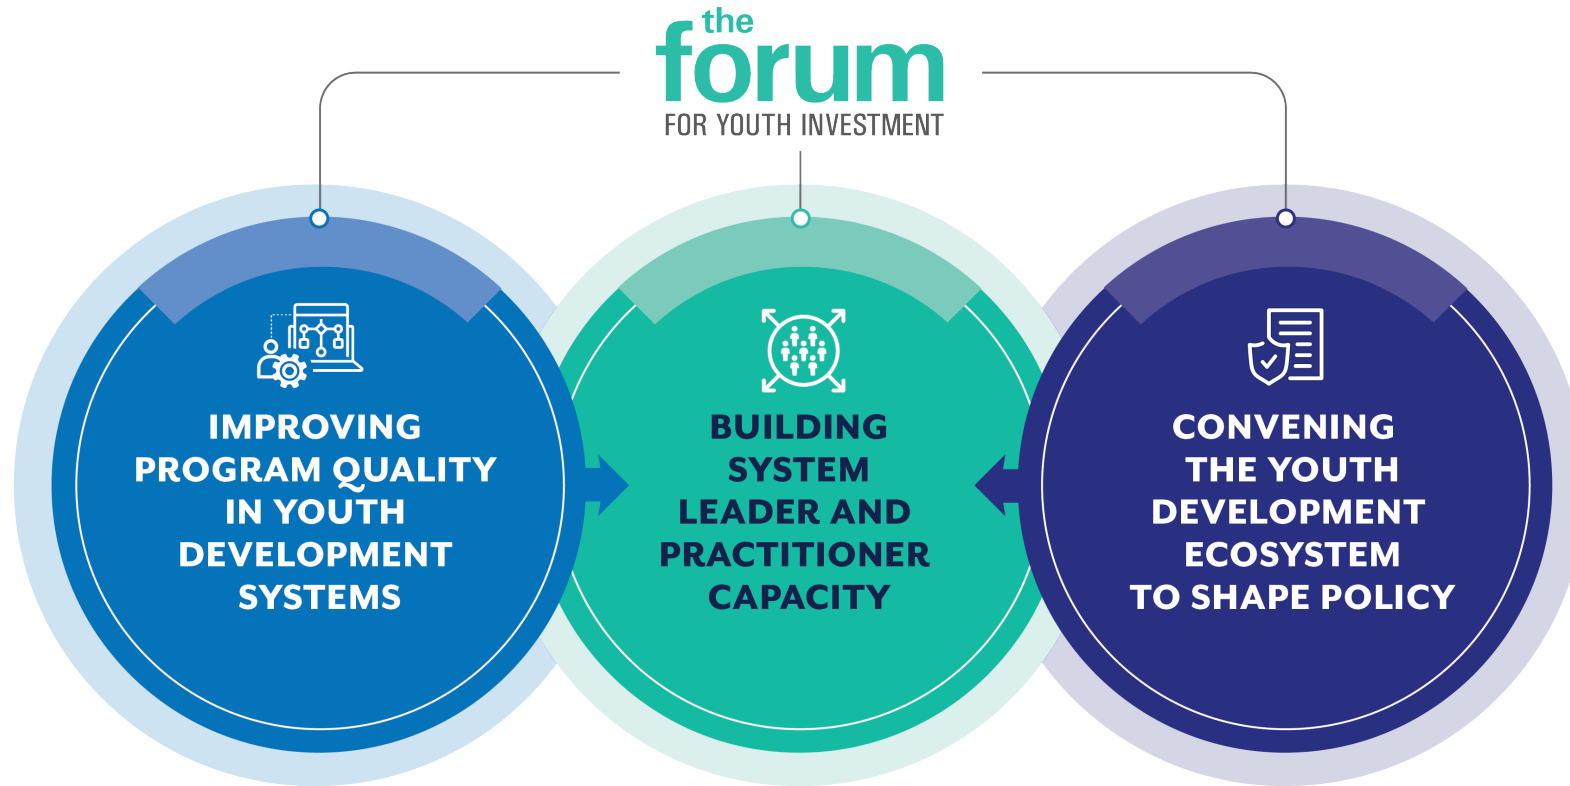 the
forum
FOR YOUTH INVESTMENT
IMPROVING
PROGRAM QUALITY
IN YOUTH
DEVELOPMENT
SYSTEMS
BUILDING
SYSTEM
LEADER AND
PRACTITIONER
CAPACITY
CONVENING
THE YOUTH
DEVELOPMENT
ECOSYSTEM
TO SHAPE POLICY